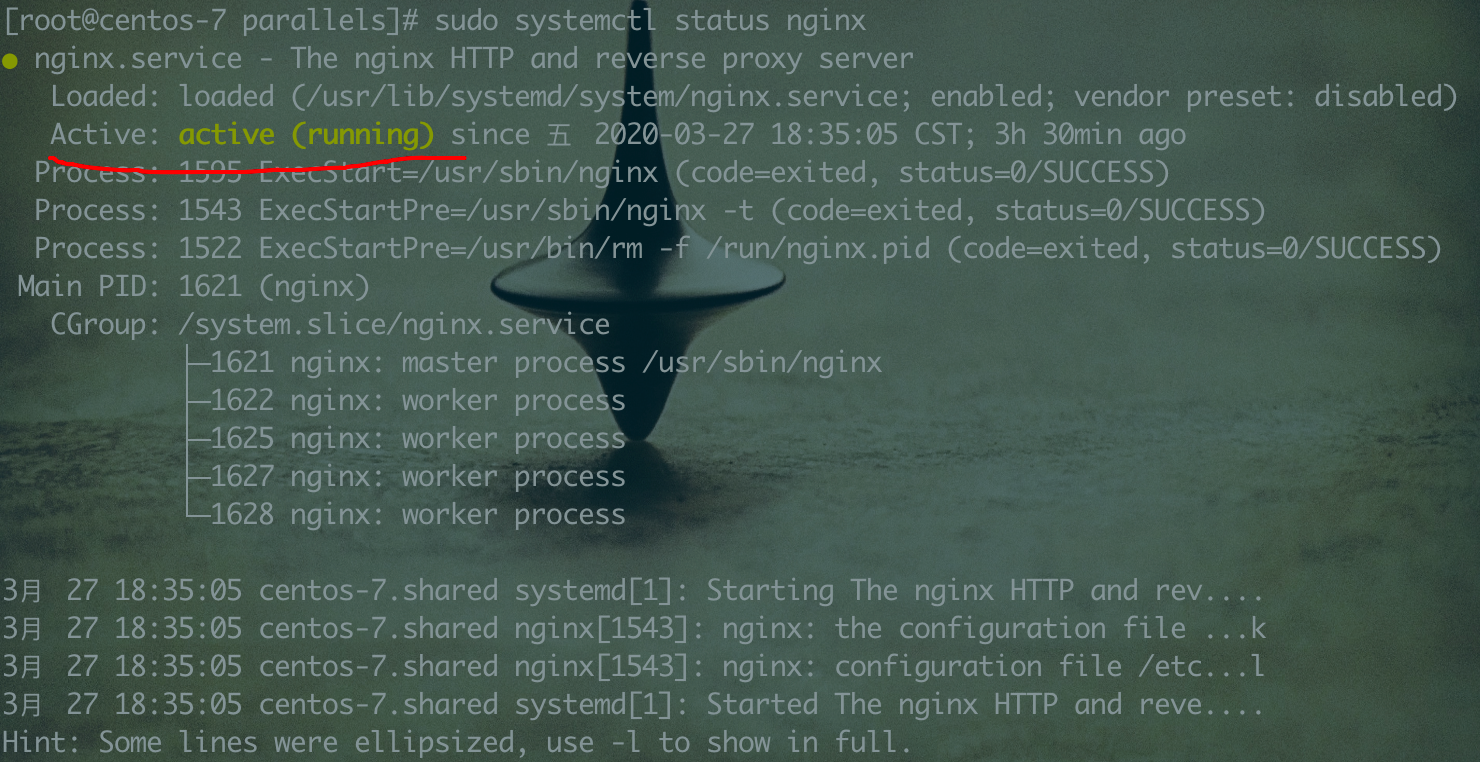 [root@centos-7 parallels]# sudo systemctl status nginx
● nginx.service - The nginx HTTP and reverse proxy server
   Loaded: loaded (/usr/lib/systemd/system/nginx.service; enabled; vendor preset: disabled)
   Active: active (running) since 五 2020-03-27 18:35:05 CST; 3h 30min ago
  Process: 1595 ExecStart=/usr/sbin/nginx (code=exited, status=0/SUCCESS)
  Process: 1543 ExecStartPre=/usr/sbin/nginx -t (code=exited, status=0/SUCCESS)
  Process: 1522 ExecStartPre=/usr/bin/rm -f /run/nginx.pid (code=exited, status=0/SUCCESS)
 Main PID: 1621 (nginx)
   CGroup: /system.slice/nginx.service
           ├─1621 nginx: master process /usr/sbin/nginx
           ├─1622 nginx: worker process
           ├─1625 nginx: worker process
           ├─1627 nginx: worker process
           └─1628 nginx: worker process
3月 27 18:35:05 centos-7.shared systemd[1]: Starting The nginx HTTP and rev....
3月 27 18:35:05 centos-7.shared nginx[1543]: nginx: the configuration file ...k
3月 27 18:35:05 centos-7.shared nginx[1543]: nginx: configuration file /etc...l
3月 27 18:35:05 centos-7.shared systemd[1]: Started The nginx HTTP and reve....
Hint: Some lines were ellipsized, use -l to show in full.